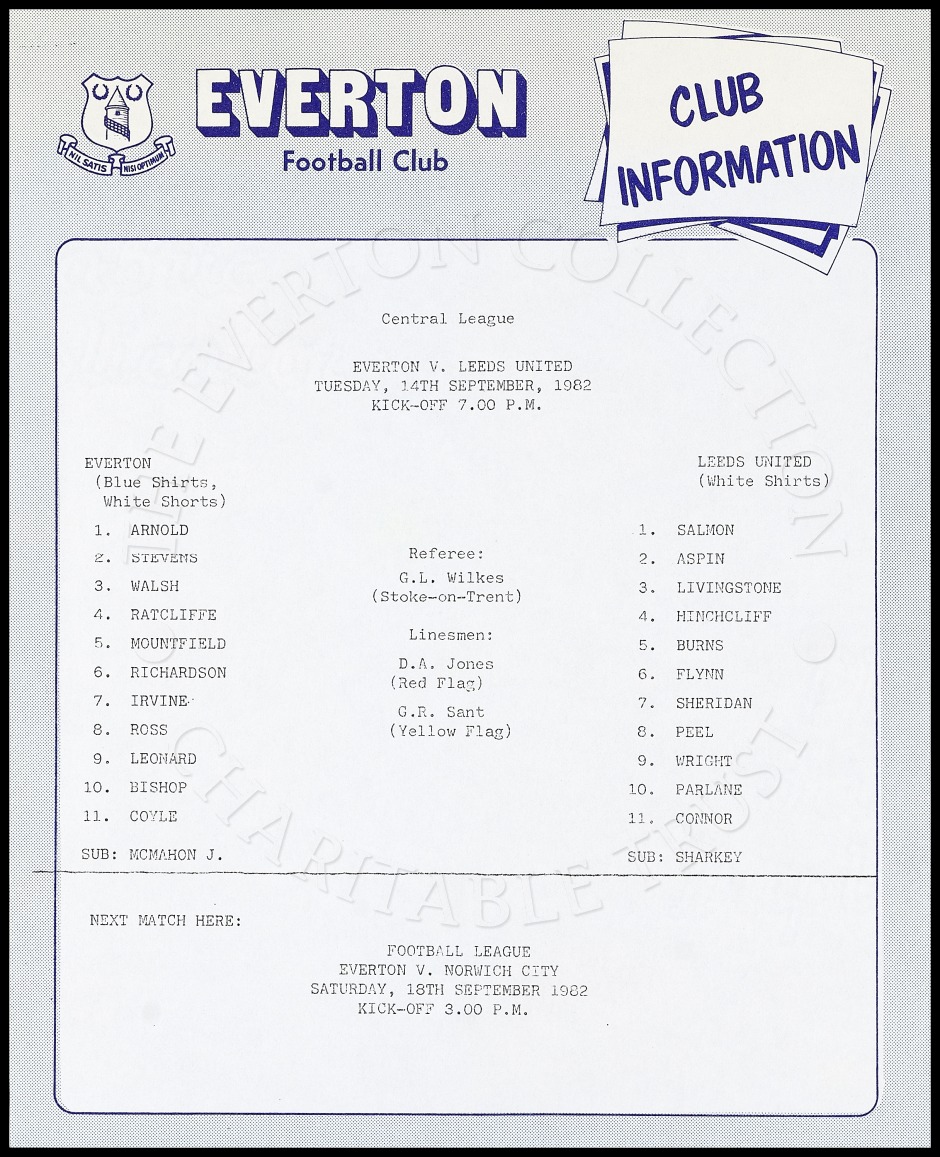 EVERTON
Football Club
NIL SATIS NISI OPTIMUM
CLUB
INFORMATION
THE EVERTON COLLECTION
CHARITABLE TRUST
Central League
EVERTON V. LEEDS UNITED
TUESDAY, 14TH SEPTEMBER, 1982
KICK-OFF 7.00 P.M.
EVERTON
(Blue Shirts,
White Shorts)
1. ARNOLD
2. STEVENS
3. WALSH
4. RATCLIFFE
5. MOUNTFIELD
6. RICHARDSON
7. IRVINE
8. ROSS
9. LEONARD
10. BISHOP
11. COYLE
SUB: MCMAHON J.
Referee:
G.L. Wilkes
(Stoke-on-Trent)
Linesmen:
D.A. Jones
(Red Flag)
G.R. Sant
(Yellow Flag)
LEEDS UNITED
(White Shirts)
1. SALMON
2. ASPIN
3. LIVINGSTONE
4. HINCHCLIFF
5. BURNS
6. FLYNN
7. SHERIDAN
8. PEEL
9. WRIGHT
10. PARLANE
11. CONNOR
SUB: SHARKEY
NEXT MATCH HERE:
FOOTBALL LEAGUE
EVERTON V. NORWICH CITY
SATURDAY, 18TH SEPTEMBER 1982
KICK-OFF 3.00 P.M.